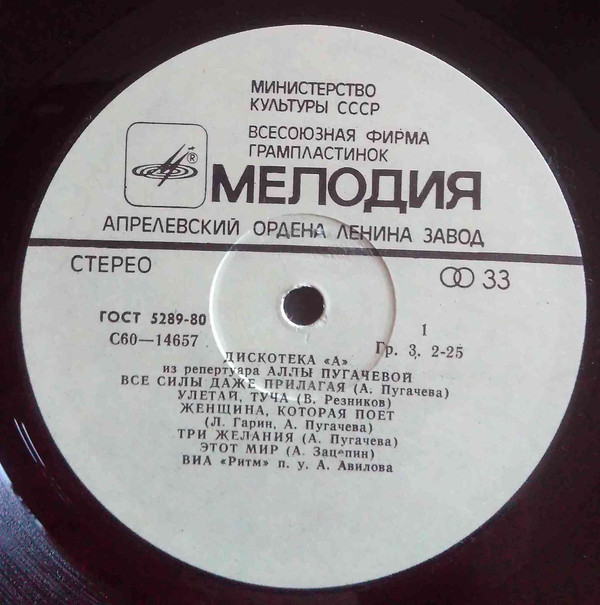 МИНИСТЕРСТВО
КУЛЬТУРЫ СССР
ВСЕСОЮЗНАЯ ФИРМА
ГРАМПЛАСТИНОК
®
МЕЛОДИЯ
АПРЕЛЕВСКИЙ ОРДЕНА ЛЕНИНА ЗАВОД
СТЕРЕО 33
ГОСТ 5289-80 1
С60—14657 Гр. 3. 2-25
ДИСКОТЕКА «А»
из репертуара АЛЛЫ ПУГАЧЕВОЙ
ВСЕ СИЛЫ ДАЖЕ ПРИЛАГАЯ (А. Пугачева)
УЛЕТАЙ, ТУЧА (В. Резников)
ЖЕНЩИНА, КОТОРАЯ ПОЕТ
(Л. Гарин, А. Пугачева)
ТРИ ЖЕЛАНИЯ (А. Пугачева)
ЭТОТ МИР (А. Зацепин)
ВИА «Ритм» п. у А. Авилова